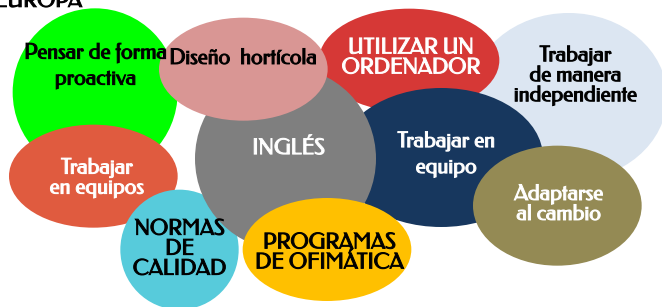 EUROPA
Pensar de forma
proactiva
Diseño hortícola
UTILIZAR UN
ORDENADOR
Trabajar
de manera
independiente
INGLÉS
Trabajar en
equipo
Trabajar
en equipos
Adaptarse
al cambio
NORMAS
DE
CALIDAD
PROGRAMAS
DE OFIMÁTICA